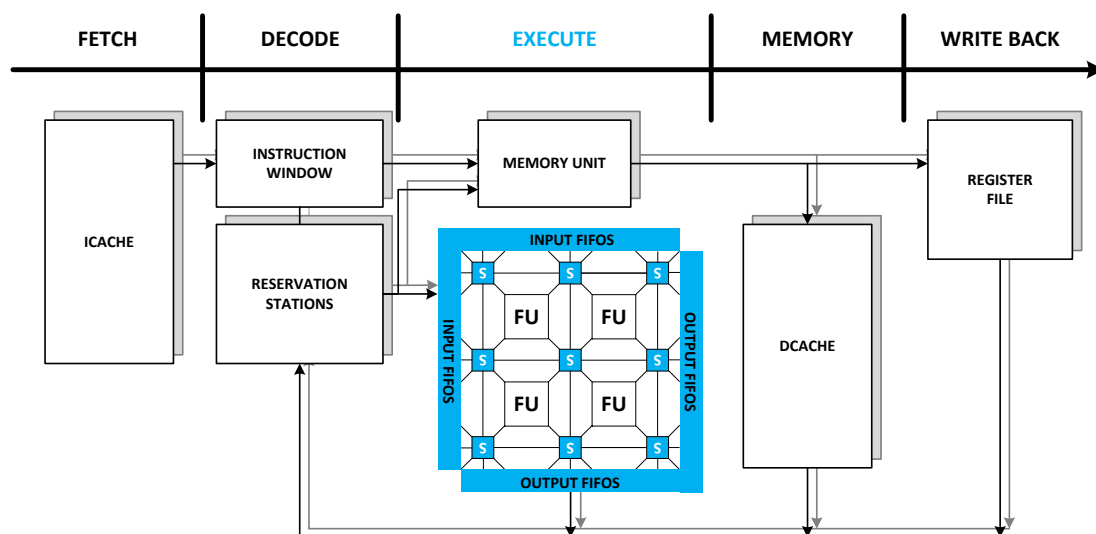 FETCH
DECODE
EXECUTE
MEMORY
WRITE BACK
ICACHE
INSTRUCTION
WINDOW
RESERVATION
STATIONS
MEMORY UNIT
INPUT FIFOS
INPUT FIFOS
S S S
FU FU
S S S
FU FU
S S S
OUTPUT FIFOS
OUTPUT FIFOS
DCACHE
REGISTER
FILE